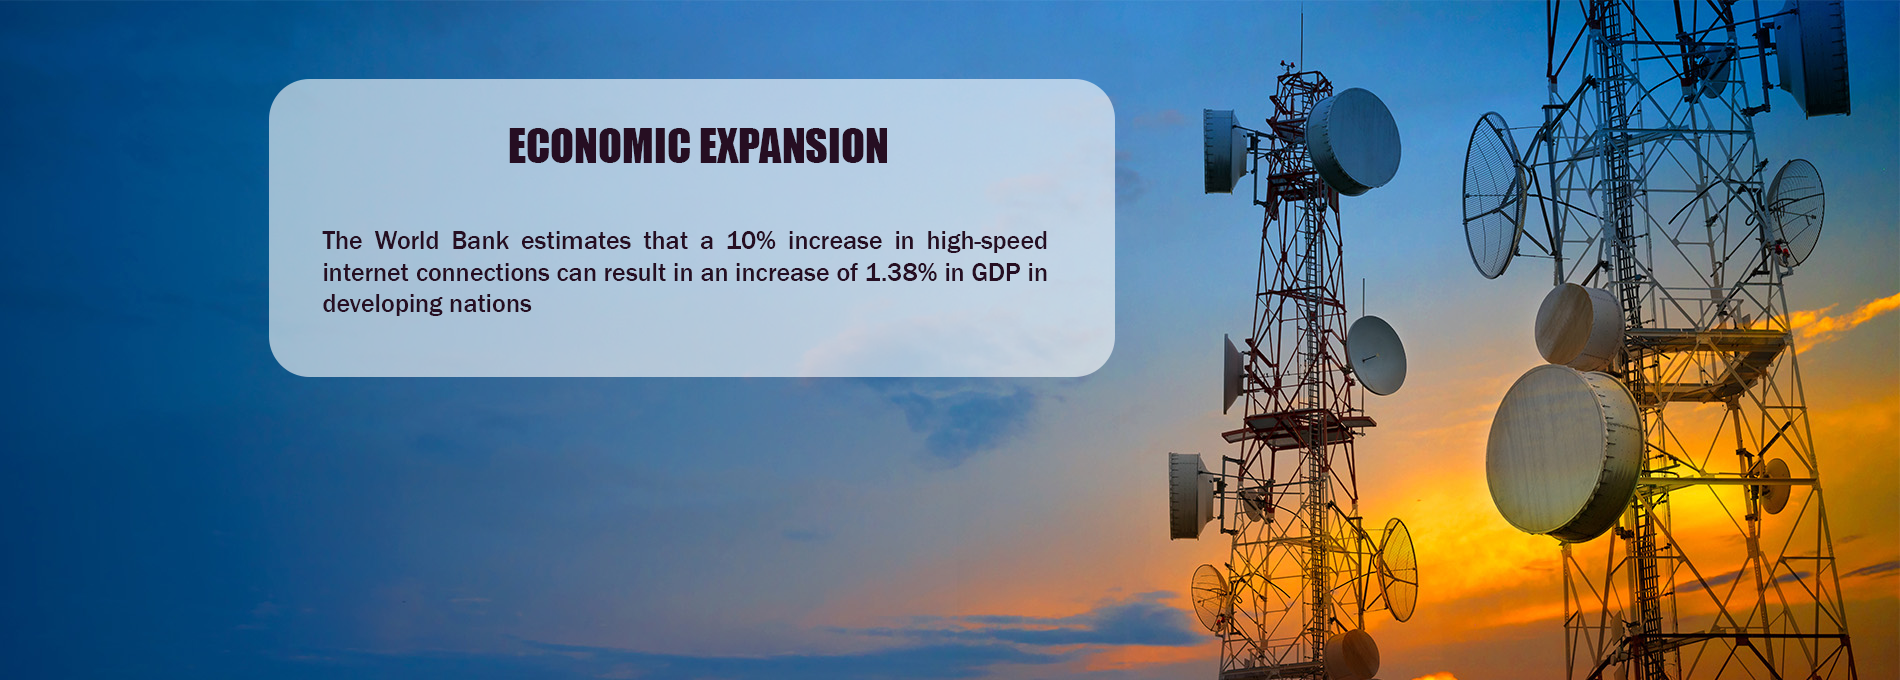 ECONOMIC EXPANSION
The World Bank estimates that a 10% increase in high-speed
internet connections can result in an increase of 1.38% in GDP in
developing nations